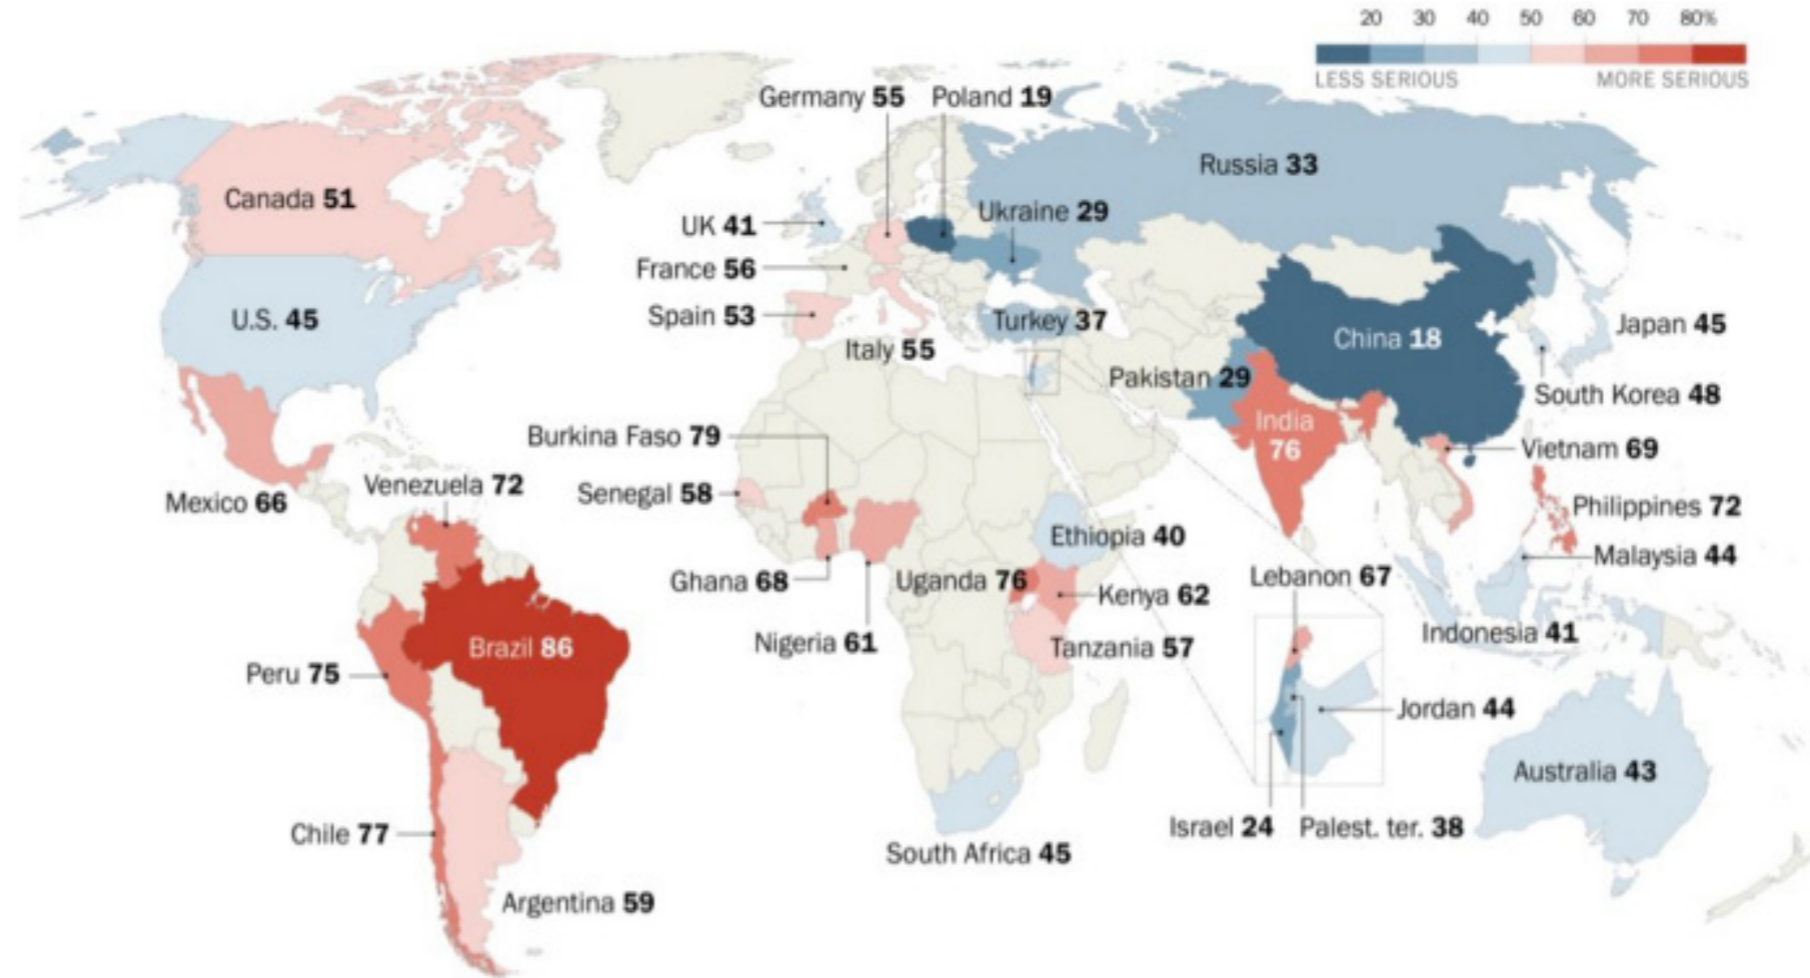 20 30 40 50 60 70 80%
LESS SERIOUS MORE SERIOUS
Germany 55
Poland 19
Russia 33
Canada 51
UK 41
Ukraine 29
France 56
Spain 53
U.S. 45
Turkey 37
Italy 55
Japan 45
China 18
Pakistan 29
South Korea 48
India
76
Burkina Faso 79
Vietnam 69
Venezuela 72
Senegal 58
Mexico 66
Philippines 72
Ethiopia 40
Malaysia 44
Ghana 68
Uganda 76
Kenya 62
Lebanon 67
Indonesia 41
Nigeria 61
Tanzania 57
Brazil 86
Peru 75
Jordan 44
Australia 43
Israel 24
Palest. ter. 38
Chile 77
South Africa 45
Argentina 59